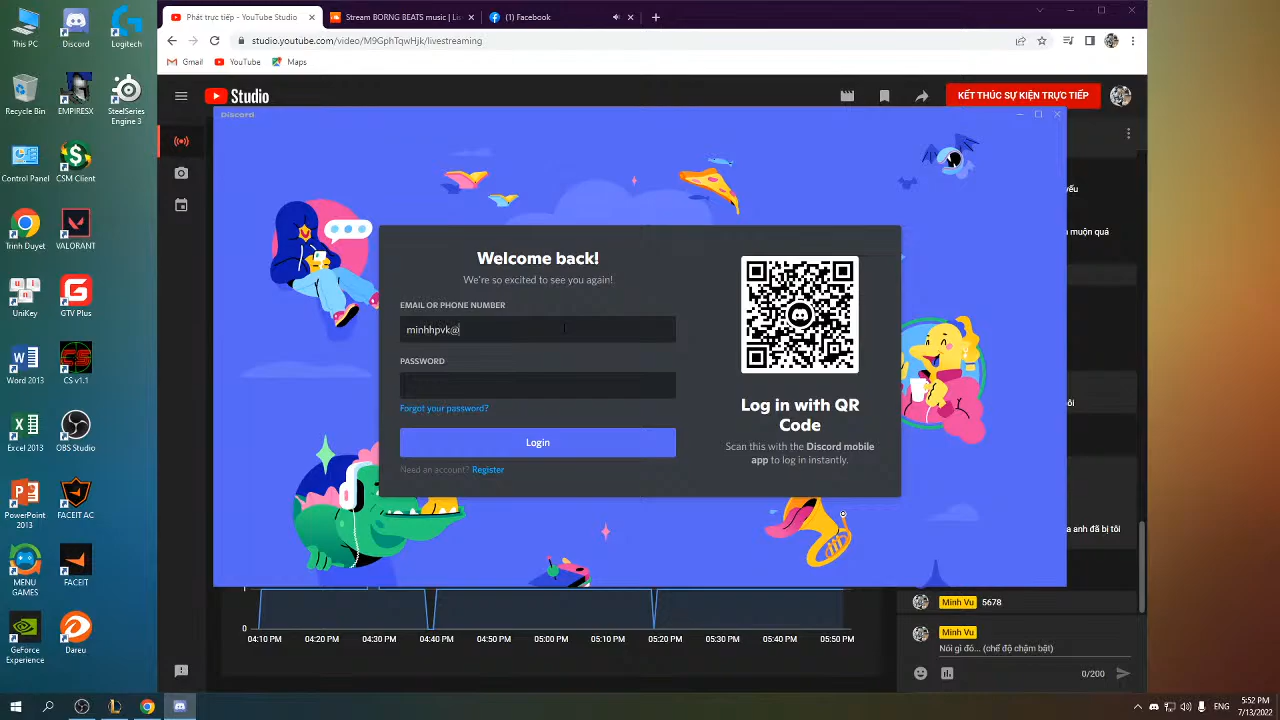 This PC
Discord
Logitech
Recycle Bin
EMPIRESX
SteelSeries
Engine 3
Control Panel
CSM Client
Trinh Duyet
VALORANT
UniKey
GTV Plus
Word 2013
CS v1.1
Excel 2013
OBS Studio
PowerPoint
2013
FACEIT AC
MENU
GAMES
FACEIT
GeForce
Experience
Dareu
Phát trực tiếp - YouTube Studio
Stream BORNG BEATS music | Li
(1) Facebook
studio.youtube.com/video/M9GphTqwHjk/livestreaming
Gmail
YouTube
Maps
Studio
KẾT THÚC SỰ KIỆN TRỰC TIẾP
Discord
Welcome back!
We're so excited to see you again!
EMAIL OR PHONE NUMBER
minhhpvk@
PASSWORD
Forgot your password?
Login
Need an account? Register
Log in with QR
Code
Scan this with the Discord mobile
app to log in instantly.
yếu
muộn quá
ôi
a anh đã bị tôi
0
04:10 PM
04:20 PM
04:30 PM
04:40 PM
04:50 PM
05:00 PM
05:10 PM
05:20 PM
05:30 PM
05:40 PM
05:50 PM
Minh Vu 5678
Minh Vu
Nói gì đó... (chế độ chậm bật)
0/200
ENG
5:52 PM
7/13/2022